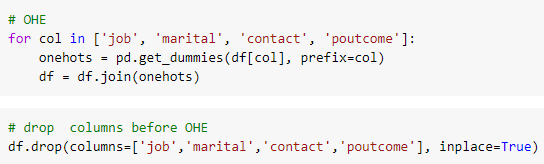 # OHE
for col in ['job', 'marital', 'contact', 'poutcome']:
    onehots = pd.get_dummies(df[col], prefix=col)
    df = df.join(onehots)
# drop  columns before OHE
df.drop(columns=['job','marital','contact','poutcome'], inplace=True)